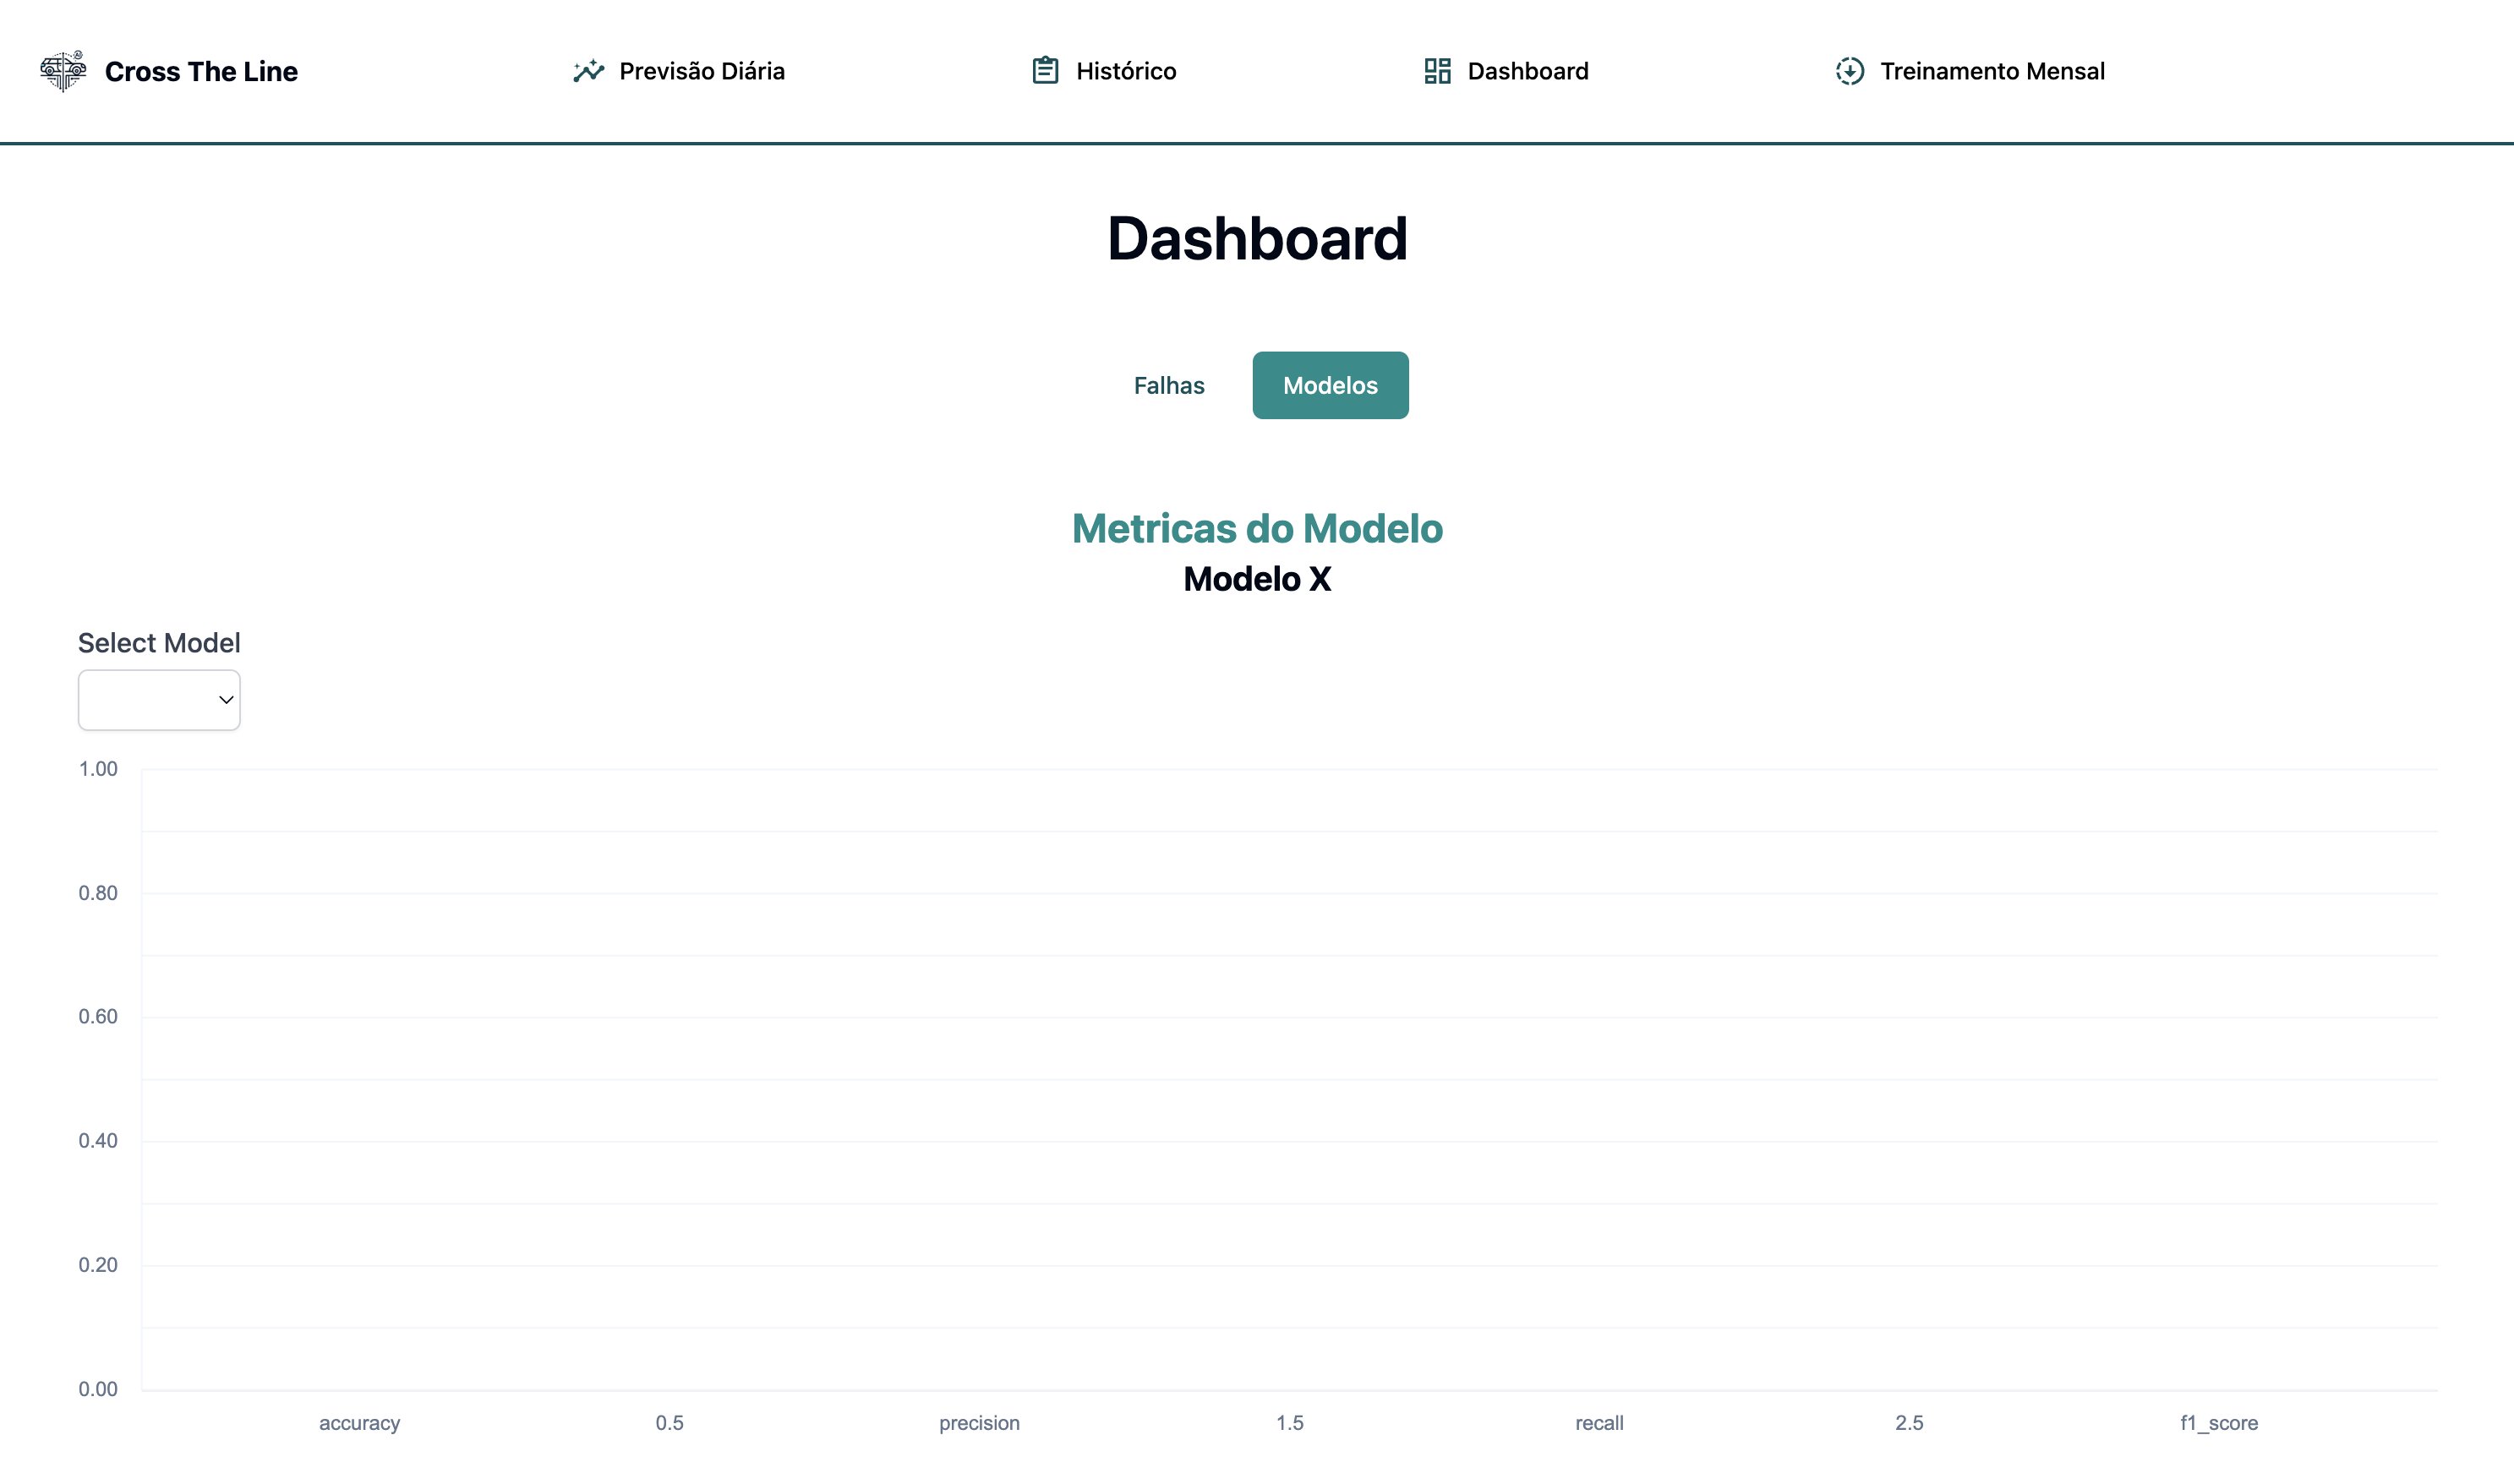 Cross The Line
Previsão Diária
Histórico
Dashboard
Treinamento Mensal
Dashboard
Falhas
Modelos
Metricas do Modelo
Modelo X
Select Model
1.00
0.80
0.60
0.40
0.20
0.00
accuracy
0.5
precision
1.5
recall
2.5
f1_score